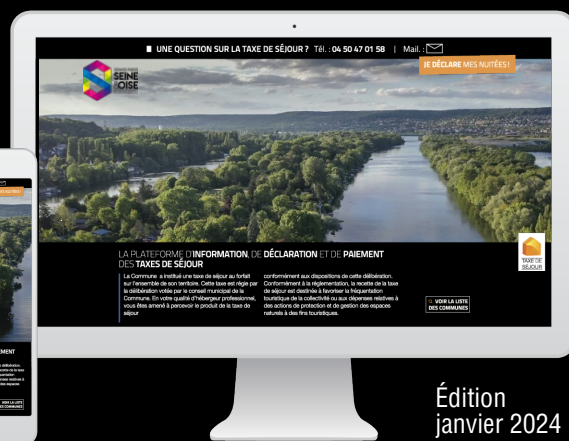 UNE QUESTION SUR LA TAXE DE SÉJOUR ? Tél. : 04 50 47 01 58 | Mail. :
JE DÉCLARE MES NUITÉES !
SEINE
OISE
LA PLATEFORME D'INFORMATION, DE DÉCLARATION ET DE PAIEMENT
DES TAXES DE SÉJOUR
La Commune a institué une taxe de séjour au forfait
sur l'ensemble de son territoire. Cette taxe est régie par
la délibération votée par le conseil municipal de la
Commune. En votre qualité d'hébergeur professionnel,
vous êtes amené à percevoir le produit de la taxe de
séjour
conformément aux dispositions de cette délibération.
Conformément à la réglementation, la recette de la taxe
de séjour est destinée à favoriser la fréquentation
touristique de la collectivité ou aux dépenses relatives à
des actions de protection et de gestion des espaces
naturels à des fins touristiques.
VOIR LA LISTE
DES COMMUNES
TAXE DE
SÉJOUR
VOIR LA LISTE
DES COMMUNES
Édition
janvier 2024